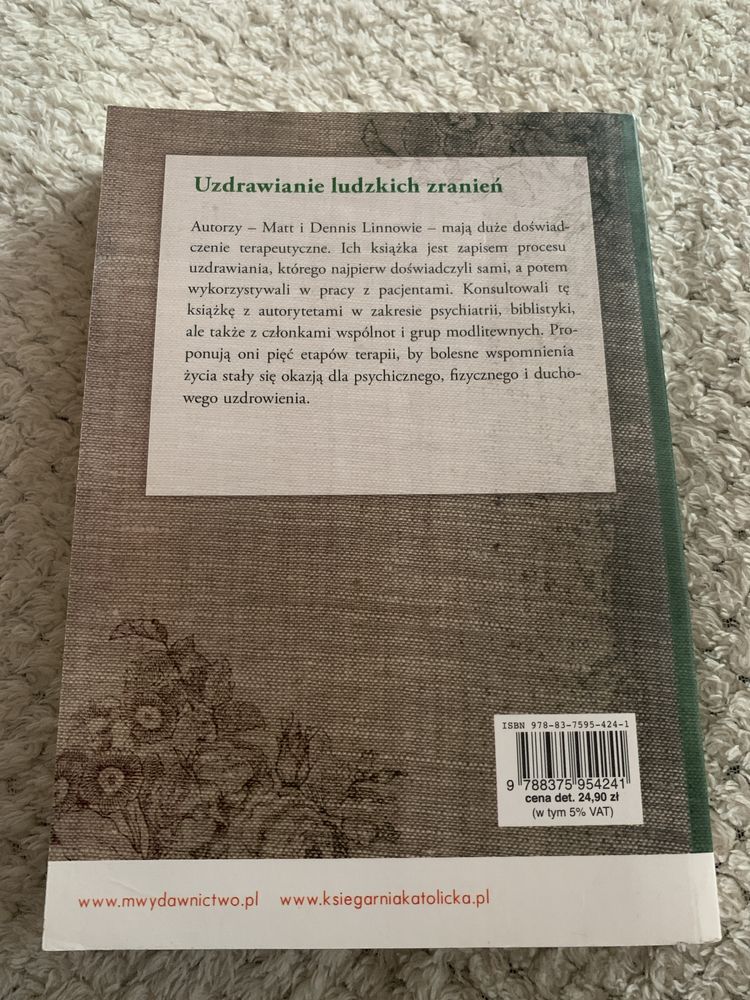 Uzdrawianie ludzkich zranień
Autorzy – Matt i Dennis Linnowie – mają duże doświad-
czenie terapeutyczne. Ich książka jest zapisem procesu
uzdrawiania, którego najpierw doświadczyli sami, a potem
wykorzystywali w pracy z pacjentami. Konsultowali tę
książkę z autorytetami w zakresie psychiatrii, biblistyki,
ale także z członkami wspólnot i grup modlitewnych. Pro-
ponują oni pięć etapów terapii, by bolesne wspomnienia
życia stały się okazją dla psychicznego, fizycznego i ducho-
wego uzdrowienia.
ISBN 978-83-7595-424-1
9 788375 954241
cena det. 24,90 zł
(w tym 5% VAT)
www.mwydawnictwo.pl www.ksiegarniakatolicka.pl